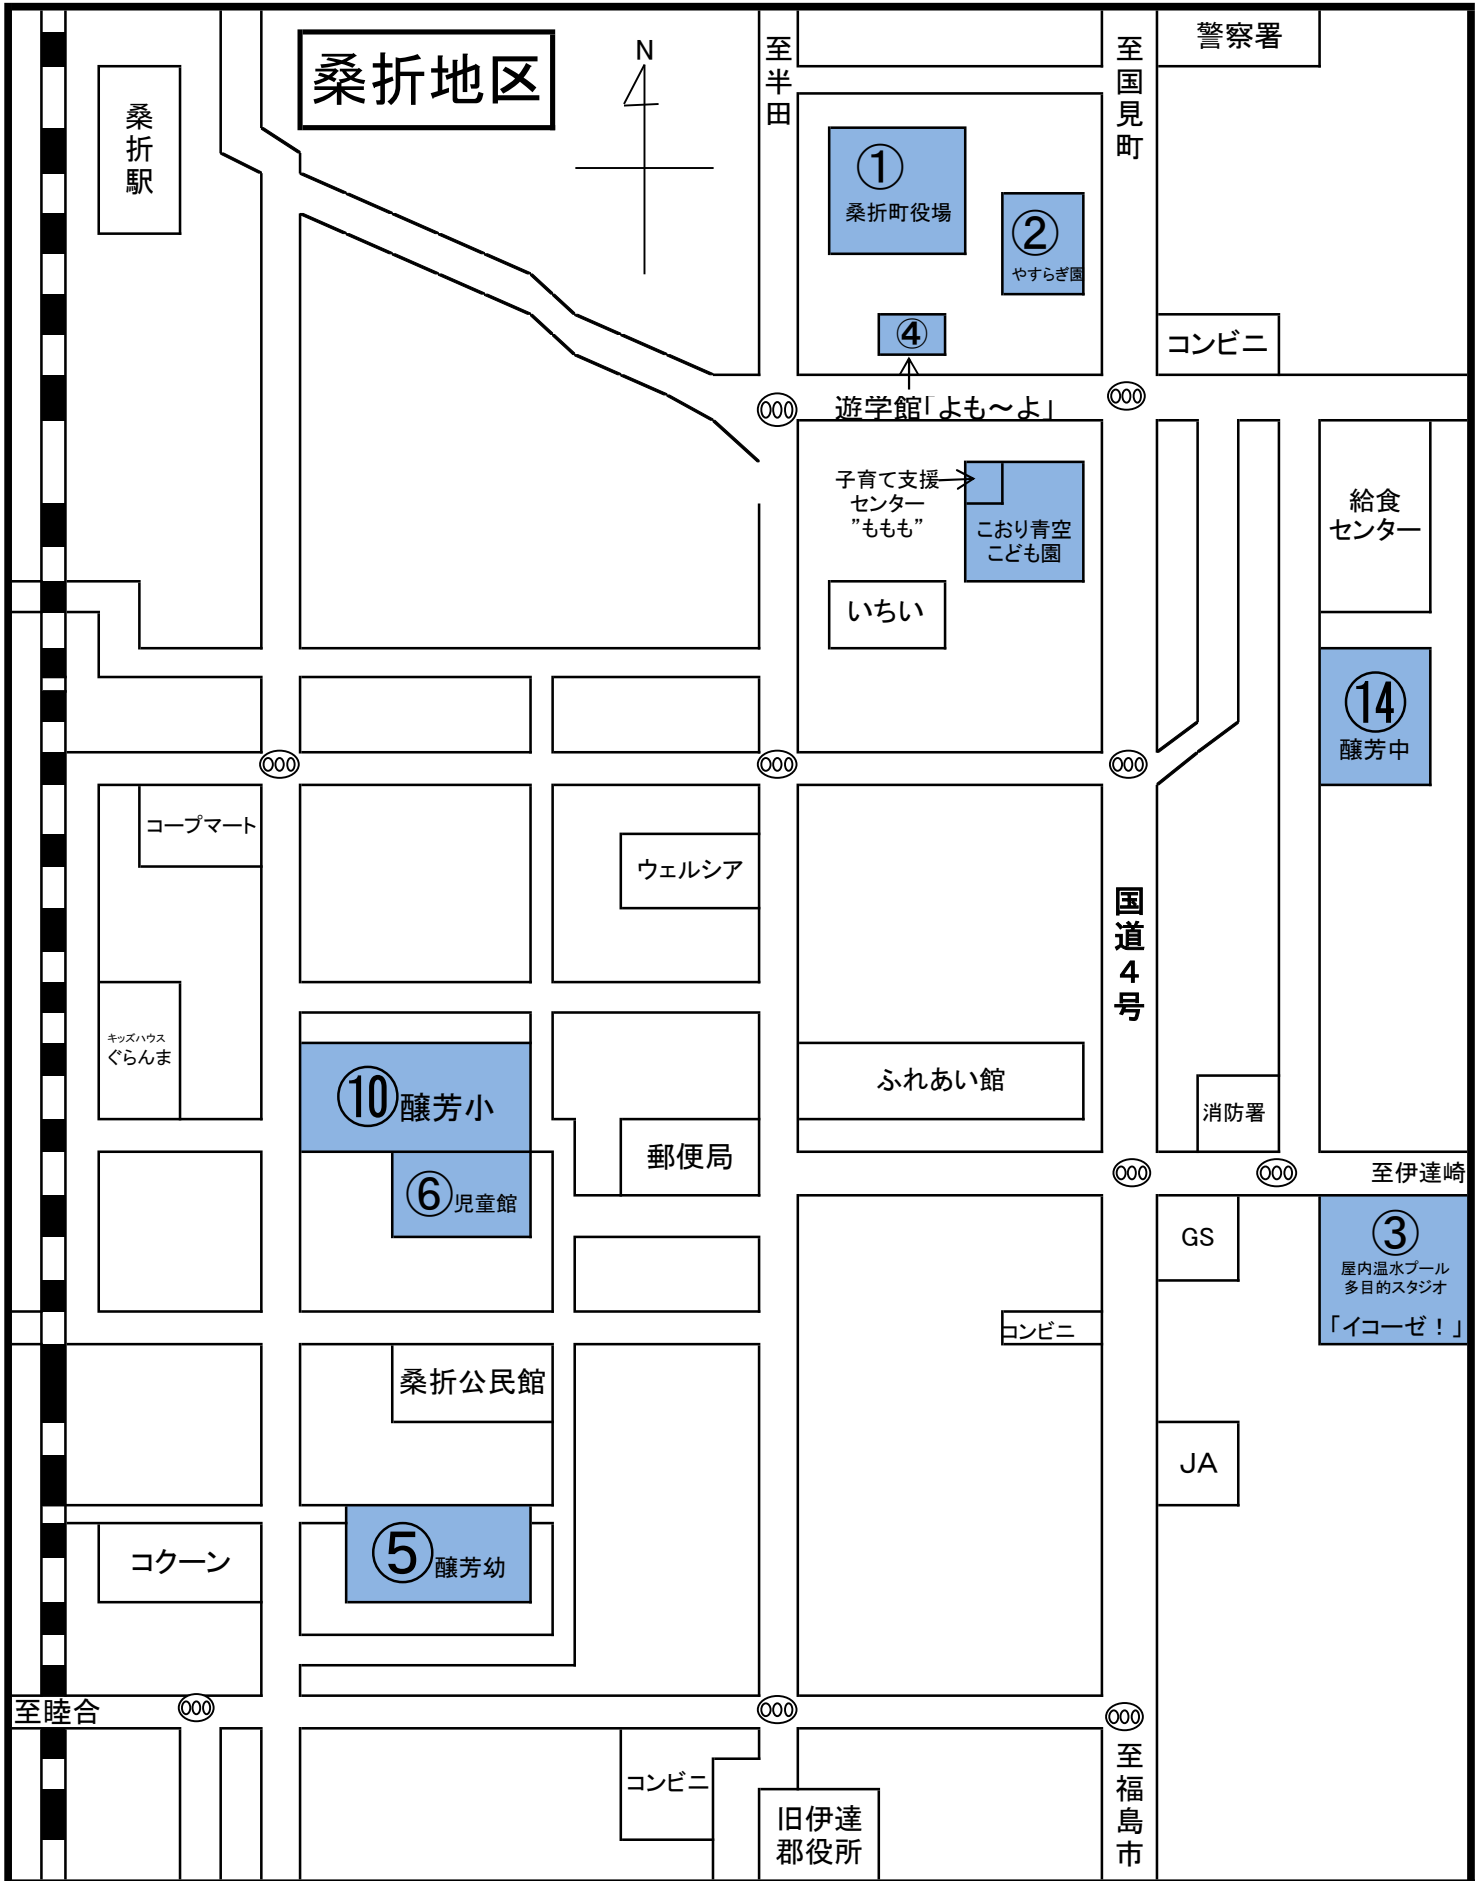 桑折地区
N
至半田
至国見町
警察署
桑折駅
①
桑折町役場
②
やすらぎ園
④
コンビニ
遊学館「よも～よ」
子育て支援
センター
”ももも”
こおり青空
こども園
給食
センター
いちい
⑭
醸芳中
コープマート
ウェルシア
国道４号
キッズハウス
ぐらんま
⑩醸芳小
ふれあい館
消防署
郵便局
⑥児童館
至伊達崎
GS
③
屋内温水プール
多目的スタジオ
「イコーゼ！」
コンビニ
桑折公民館
JA
コクーン
⑤醸芳幼
至睦合
コンビニ
旧伊達
郡役所
至福島市